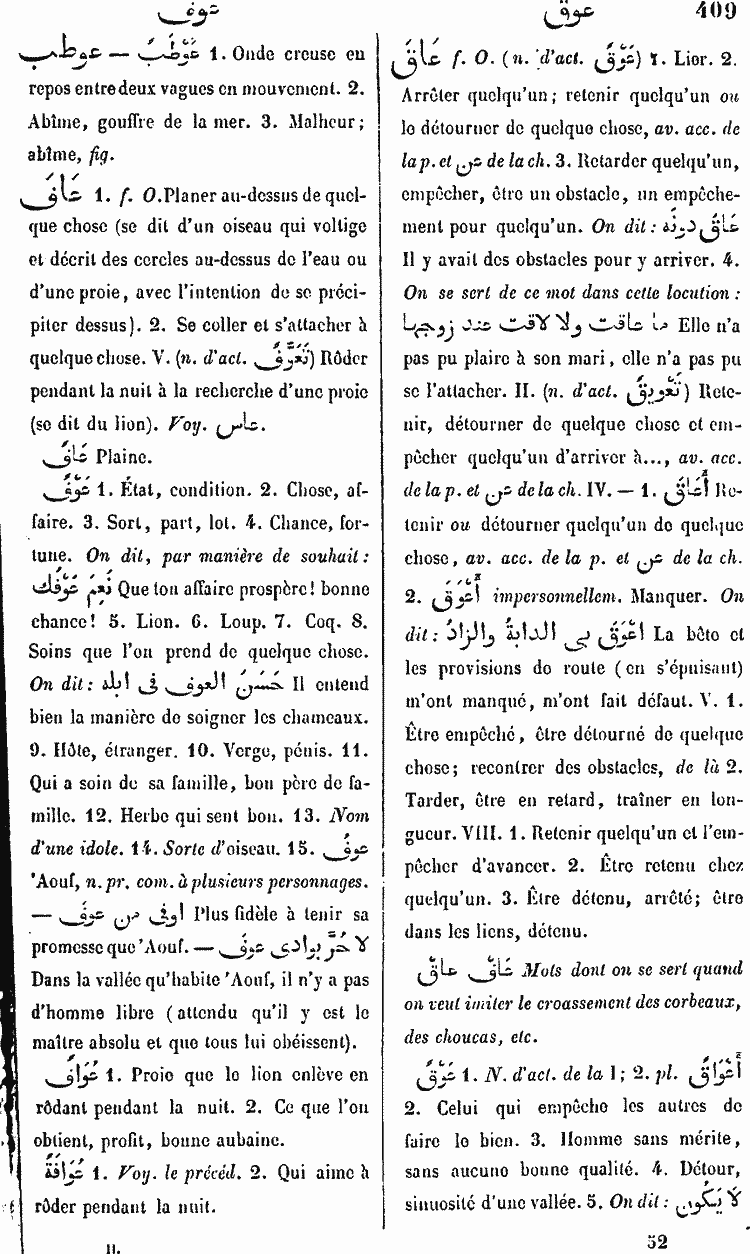 عوف
عوق
409
عوطب — عَوْطَبٌ 1. Onde creuse en
repos entre deux vagues en mouvement. 2.
Abîme, gouffre de la mer. 3. Malheur;
abîme, fig.
عَافَ 1. f. O. Planer au-dessus de quel-
que chose (se dit d'un oiseau qui voltige
et décrit des cercles au-dessus de l'eau ou
d'une proie, avec l'intention de se préci-
piter dessus). 2. Se coller et s'attacher à
quelque chose. V. (n. d'act. تَعَوُّفٌ) Rôder
pendant la nuit à la recherche d'une proie
(se dit du lion). Voy. عاس.
عَافٌ Plaine.
عَوْفٌ 1. État, condition. 2. Chose, af-
faire. 3. Sort, part, lot. 4. Chance, for-
tune. On dit, par manière de souhait:
نَعِمَ عَوْفُك Que ton affaire prospère! bonne
chance! 5. Lion. 6. Loup. 7. Coq. 8.
Soins que l'on prend de quelque chose.
On dit: حَسَنُ العوف فى ابله Il entend
bien la manière de soigner les chameaux.
9. Hôte, étranger. 10. Verge, pénis. 11.
Qui a soin de sa famille, bon père de fa-
mille. 12. Herbe qui sent bon. 13. Nom
d'une idole. 14. Sorte d'oiseau. 15. عوفٌ
'Aouf, n. pr. com. à plusieurs personnages.
— اوفى من عوفٍ Plus fidèle à tenir sa
promesse que 'Aouf. — لا حُرَّ بوادى عوفٍ
Dans la vallée qu'habite 'Aouf, il n'y a pas
d'homme libre (attendu qu'il y est le
maître absolu et que tous lui obéissent).
عُوَافٌ 1. Proie que le lion enlève en
rôdant pendant la nuit. 2. Ce que l'on
obtient, profit, bonne aubaine.
عُوَافَةٌ 1. Voy. le précéd. 2. Qui aime à
rôder pendant la nuit.
II.
عَاقَ f. O. (n. d'act. عَوْقٌ) 1. Lier. 2.
Arrêter quelqu'un; retenir quelqu'un ou
le détourner de quelque chose, av. acc. de
la p. et عن de la ch. 3. Retarder quelqu'un,
empêcher, être un obstacle, un empêche-
ment pour quelqu'un. On dit: عَاقَ دونَه
Il y avait des obstacles pour y arriver. 4.
On se sert de ce mot dans cette locution:
ما عاقت ولا لاقت عند زوجها Elle n'a
pas pu plaire à son mari, elle n'a pas pu
se l'attacher. II. (n. d'act. تَعْوِيقٌ) Rete-
nir, détourner de quelque chose et em-
pêcher quelqu'un d'arriver à..., av. acc.
de la p. et عن de la ch. IV. — 1. أَعَاقَ Re-
tenir ou détourner quelqu'un de quelque
chose, av. acc. de la p. et عن de la ch.
2. أَعْوَقَ impersonnellem. Manquer. On
dit: اعْوَقَ بى الدابةُ والزادُ La bête et
les provisions de route (en s'épuisant)
m'ont manqué, m'ont fait défaut. V. 1.
Être empêché, être détourné de quelque
chose; recontrer des obstacles, de là 2.
Tarder, être en retard, traîner en lon-
gueur. VIII. 1. Retenir quelqu'un et l'em-
pêcher d'avancer. 2. Être retenu chez
quelqu'un. 3. Être détenu, arrêté; être
dans les liens, détenu.
عَاقِ عاقِ Mots dont on se sert quand
on veut imiter le croassement des corbeaux,
des choucas, etc.
عَوْقٌ 1. N. d'act. de la I; 2. pl. أَعْوَاقٌ
2. Celui qui empêche les autres de
faire le bien. 3. Homme sans mérite,
sans aucune bonne qualité. 4. Détour,
sinuosité d'une vallée. 5. On dit: لَا يَكُون
52